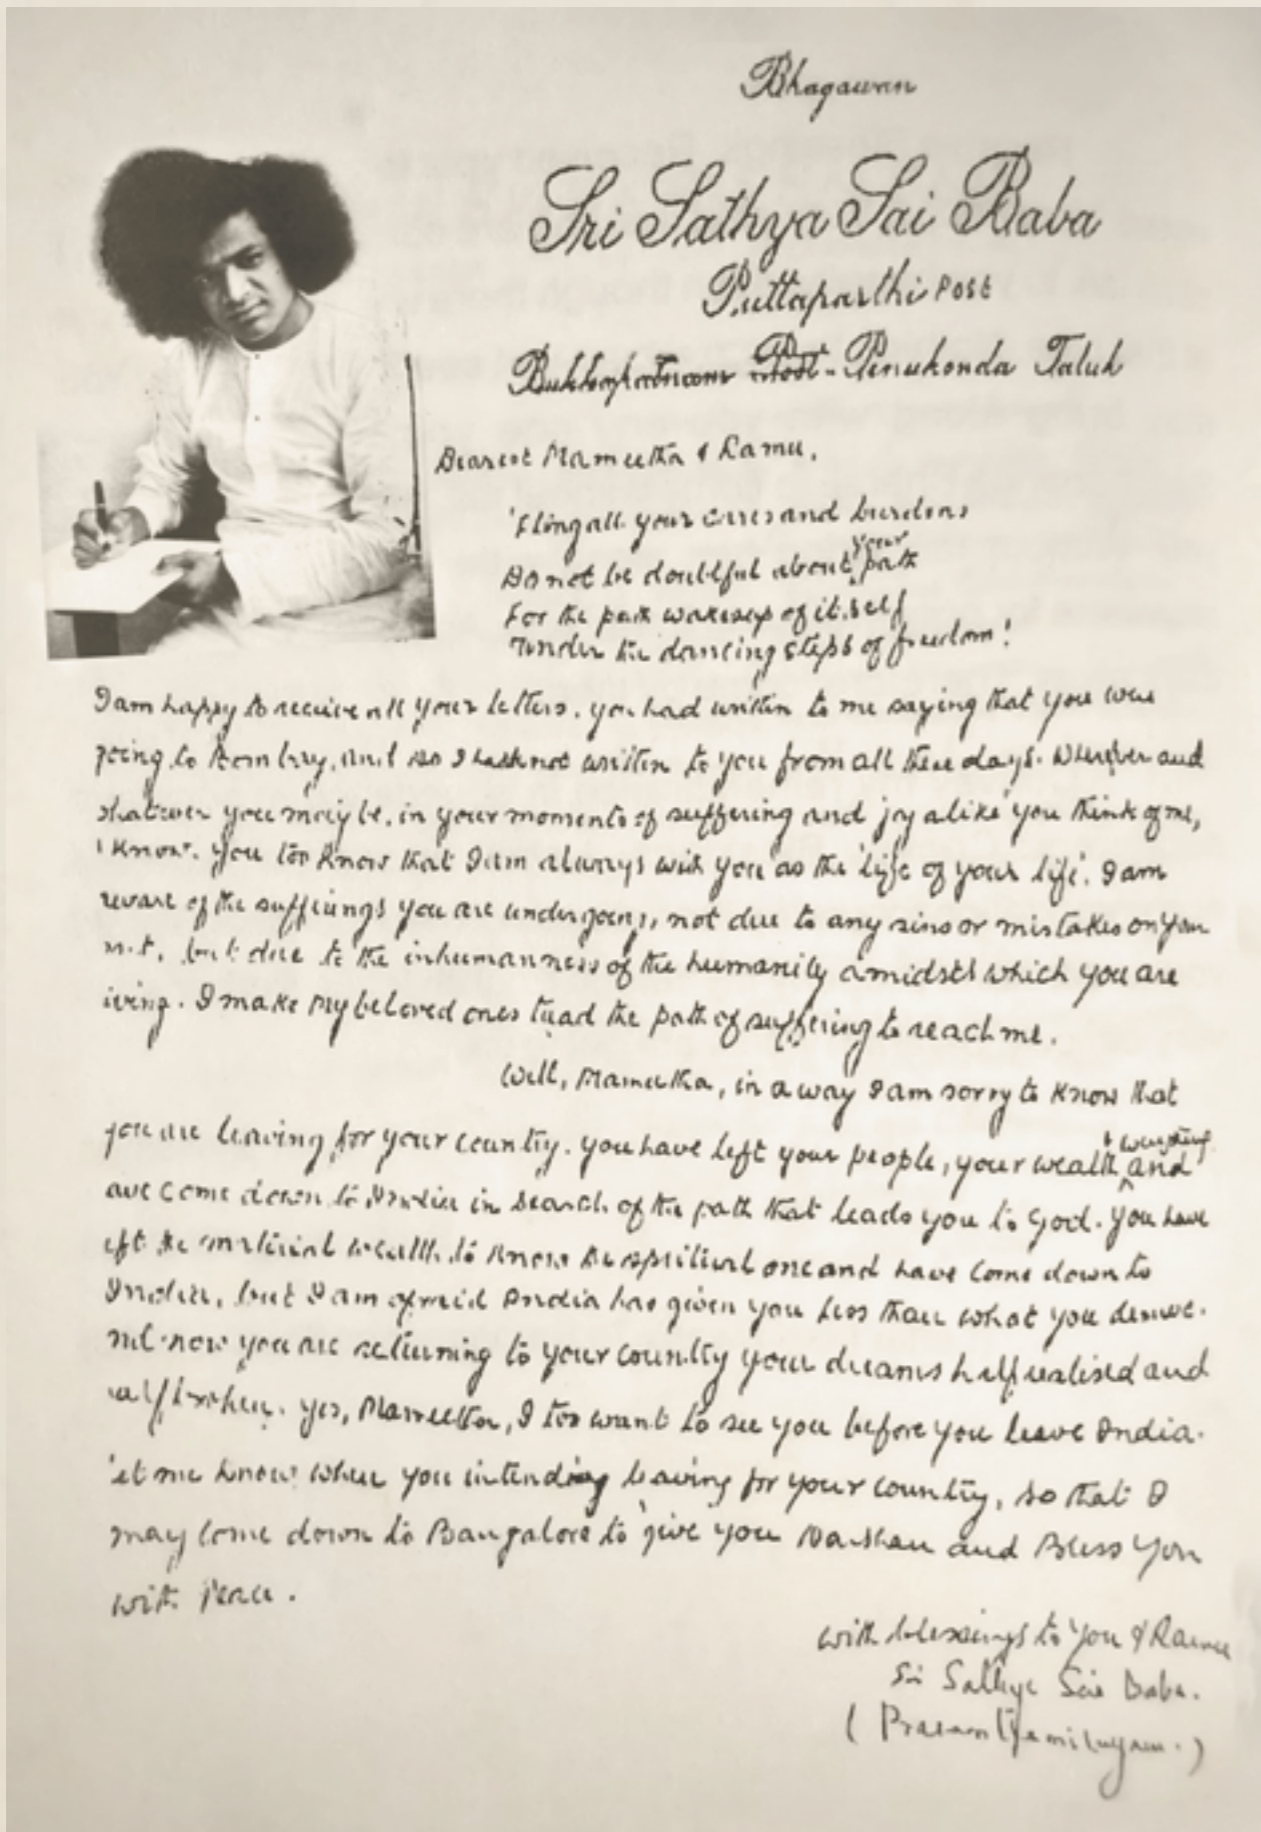 Bhagawan
Sri Sathya Sai Baba
Puttaparthi Post
Bukkapatnam Post - Penukonda Taluk
Dearest Mameetha & Ramu,
'Fling all your cares and burdens
your
Do not be doubtful about path
For the path wakes up of it.self
Under the dancing steps of freedom!
I am happy to receive all your letters. you had written to me saying that you were
going to Bombay, and so I had not written to you from all these days. Wherever and
whatever you may be, in your moments of suffering and joy alike you think of me,
I know. you too know that I am always with you as the 'life of your life'. I am
aware of the sufferings you are undergoing, not due to any sins or mistakes on your
but due to the inhumanness of the humanity amidst which you are
iving. I make my beloved ones tread the path of suffering to reach me.
Well, Mameetha, in a way I am sorry to know that
you are leaving for your country. you have left your people, your wealth and
ave come down to India in search of the path that leads you to God. You have
eft the material wealth to know the spiritual one and have come down to
India, but I am afraid India has given you less than what you deserve.
now you are returning to your country your dreams half realised and
alf broken. yes, Mameetha, I too want to see you before you leave India.
et me know when you intending leaving for your country, so that I
may come down to Bangalore to give you Darshan and Bless You
with Peace.
with blessings to You & Ramu
Sri Sathya Sai Baba.
(Prasanthi )